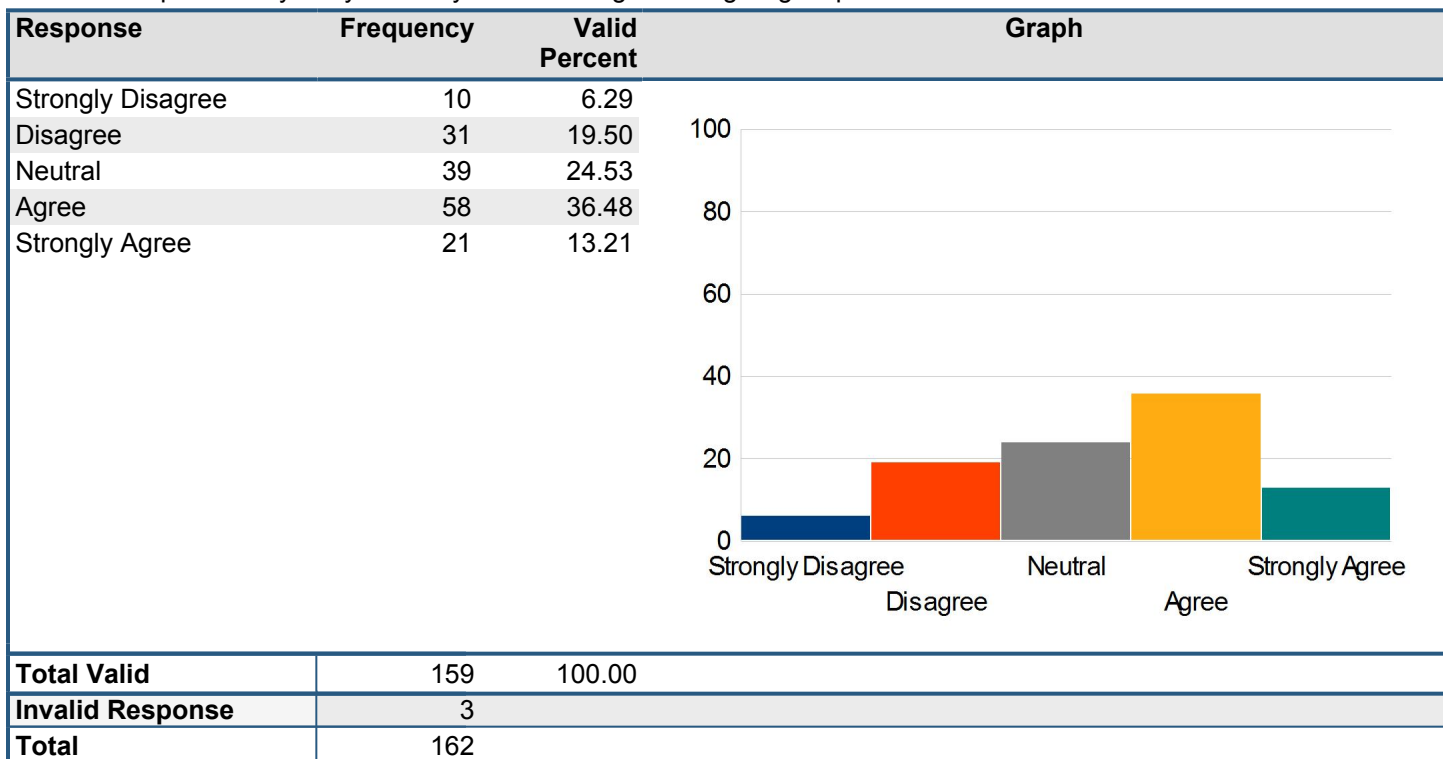 Response Frequency Valid Percent Graph
Strongly Disagree 10 6.29
Disagree 31 19.50
Neutral 39 24.53
Agree 58 36.48
Strongly Agree 21 13.21
100
80
60
40
20
0
Strongly Disagree Neutral Strongly Agree
Disagree Agree
Total Valid 159 100.00
Invalid Response 3
Total 162